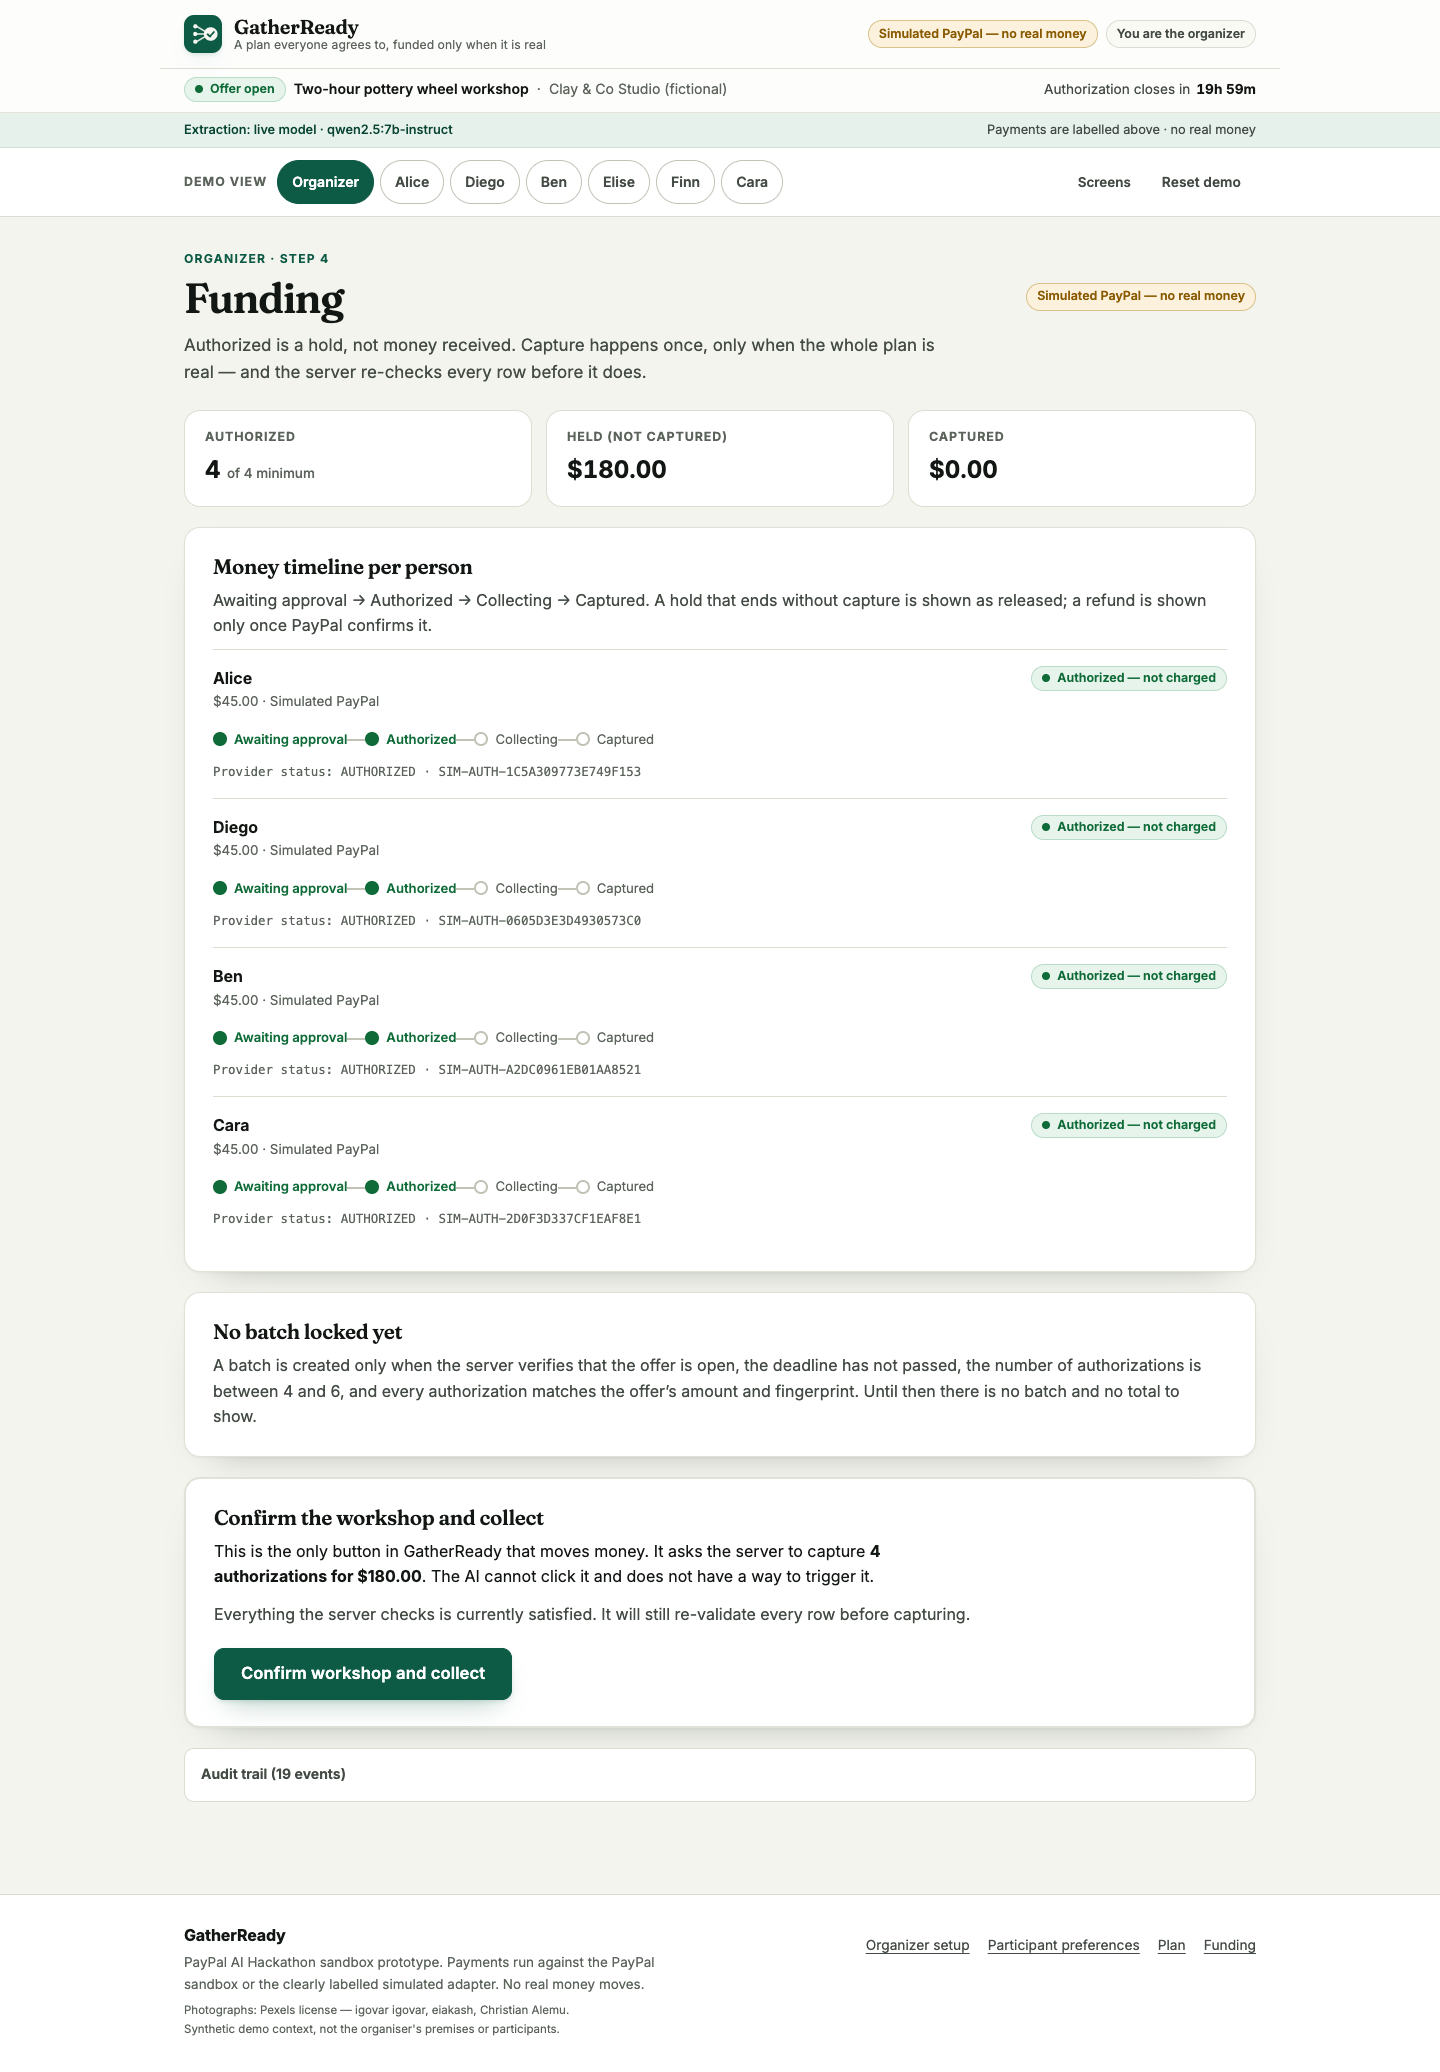 GatherReady
A plan everyone agrees to, funded only when it is real
Simulated PayPal — no real money
You are the organizer
Offer open
Two-hour pottery wheel workshop · Clay & Co Studio (fictional)
Authorization closes in 19h 59m
Extraction: live model · qwen2.5:7b-instruct
Payments are labelled above · no real money
DEMO VIEW
Organizer
Alice
Diego
Ben
Elise
Finn
Cara
Screens
Reset demo
ORGANIZER · STEP 4
Funding
Simulated PayPal — no real money
Authorized is a hold, not money received. Capture happens once, only when the whole plan is
real — and the server re-checks every row before it does.
AUTHORIZED
4 of 4 minimum
HELD (NOT CAPTURED)
$180.00
CAPTURED
$0.00
Money timeline per person
Awaiting approval → Authorized → Collecting → Captured. A hold that ends without capture is shown as released; a refund is shown
only once PayPal confirms it.
Alice
Authorized — not charged
$45.00 · Simulated PayPal
Awaiting approval
Authorized
Collecting
Captured
Provider status: AUTHORIZED · SIM-AUTH-1C5A309773E749F153
Diego
Authorized — not charged
$45.00 · Simulated PayPal
Awaiting approval
Authorized
Collecting
Captured
Provider status: AUTHORIZED · SIM-AUTH-0605D3E3D4930573C0
Ben
Authorized — not charged
$45.00 · Simulated PayPal
Awaiting approval
Authorized
Collecting
Captured
Provider status: AUTHORIZED · SIM-AUTH-A2DC0961EB01AA8521
Cara
Authorized — not charged
$45.00 · Simulated PayPal
Awaiting approval
Authorized
Collecting
Captured
Provider status: AUTHORIZED · SIM-AUTH-2D0F3D337CF1EAF8E1
No batch locked yet
A batch is created only when the server verifies that the offer is open, the deadline has not passed, the number of authorizations is
between 4 and 6, and every authorization matches the offer’s amount and fingerprint. Until then there is no batch and no total to
show.
Confirm the workshop and collect
This is the only button in GatherReady that moves money. It asks the server to capture 4
authorizations for $180.00. The AI cannot click it and does not have a way to trigger it.
Everything the server checks is currently satisfied. It will still re-validate every row before capturing.
Confirm workshop and collect
Audit trail (19 events)
GatherReady
PayPal AI Hackathon sandbox prototype. Payments run against the PayPal
sandbox or the clearly labelled simulated adapter. No real money moves.
Photographs: Pexels license — igovar igovar, eiakash, Christian Alemu.
Synthetic demo context, not the organiser's premises or participants.
Organizer setup
Participant preferences
Plan
Funding